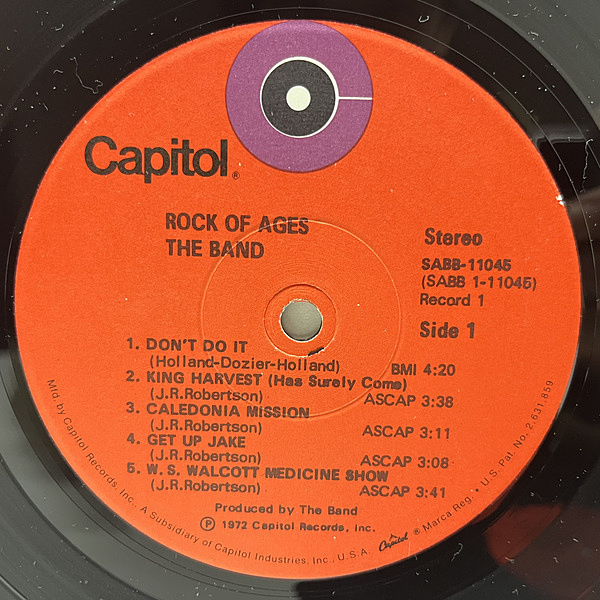 Capitol®
ROCK OF AGES
THE BAND
Stereo
SABB-11045
(SABB 1-11045)
Record 1
Side 1
1. DON'T DO IT
(Holland-Dozier-Holland) BMI 4:20
2. KING HARVEST (Has Surely Come)
(J.R.Robertson) ASCAP 3:38
3. CALEDONIA MISSION
(J.R.Robertson) ASCAP 3:11
4. GET UP JAKE
(J.R.Robertson) ASCAP 3:08
5. W.S. WALCOTT MEDICINE SHOW
(J.R.Robertson) ASCAP 3:41
Produced by The Band
℗ 1972 Capitol Records, Inc.
Mfd. by Capitol Records, Inc., A Subsidiary of Capitol Industries, Inc., U.S.A. Capitol ® Marca Reg. • U.S. Pat. No. 2,631,859